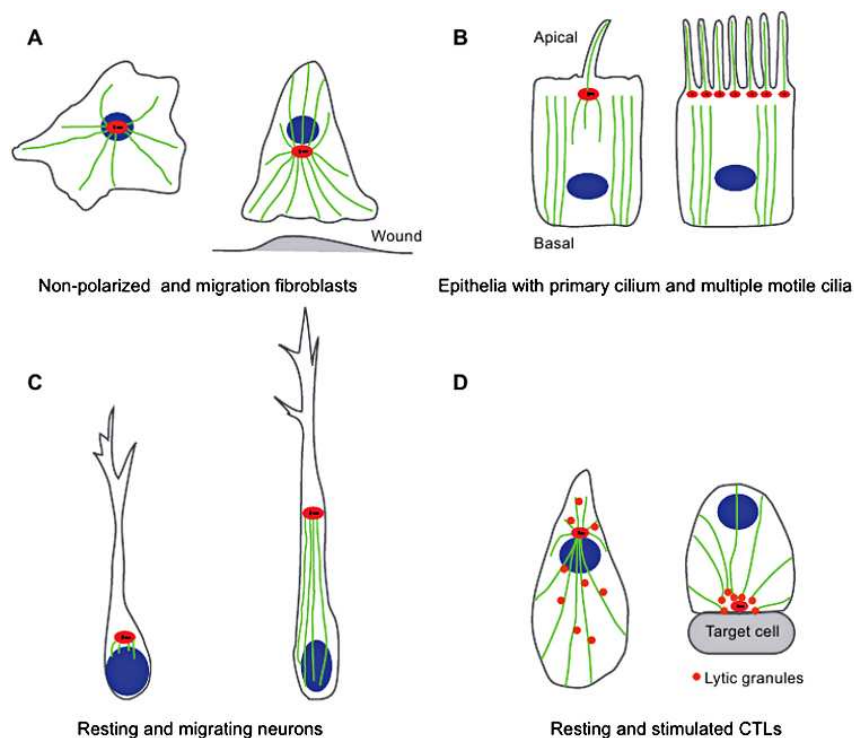 A
B
Apical
Wound
Basal
Non-polarized and migration fibroblasts
Epithelia with primary cilium and multiple motile cilia
C
D
Target cell
Lytic granules
Resting and migrating neurons
Resting and stimulated CTLs